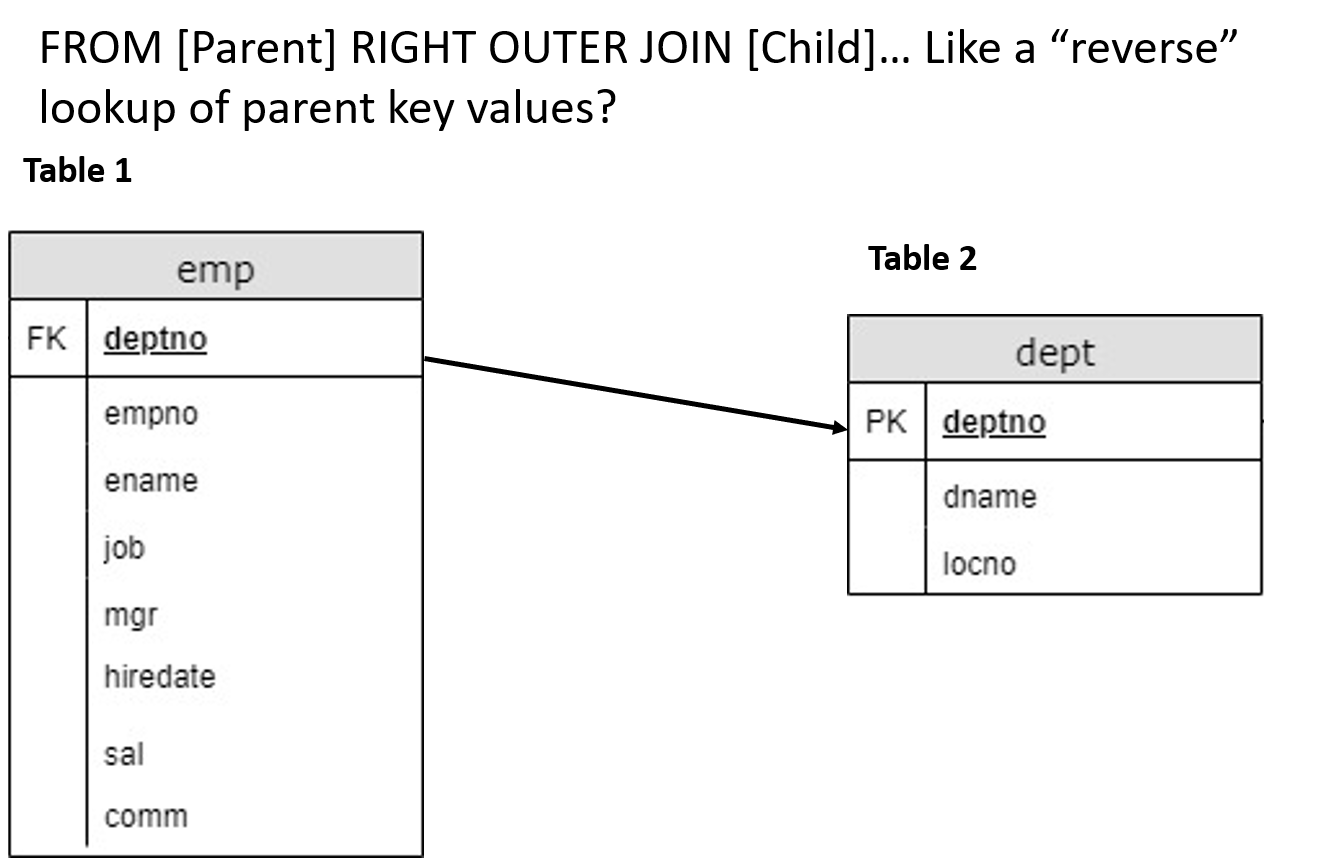 FROM [Parent] RIGHT OUTER JOIN [Child]… Like a “reverse”
lookup of parent key values?
Table 1
emp
FK deptno
empno
ename
job
mgr
hiredate
sal
comm
Table 2
dept
PK deptno
dname
locno